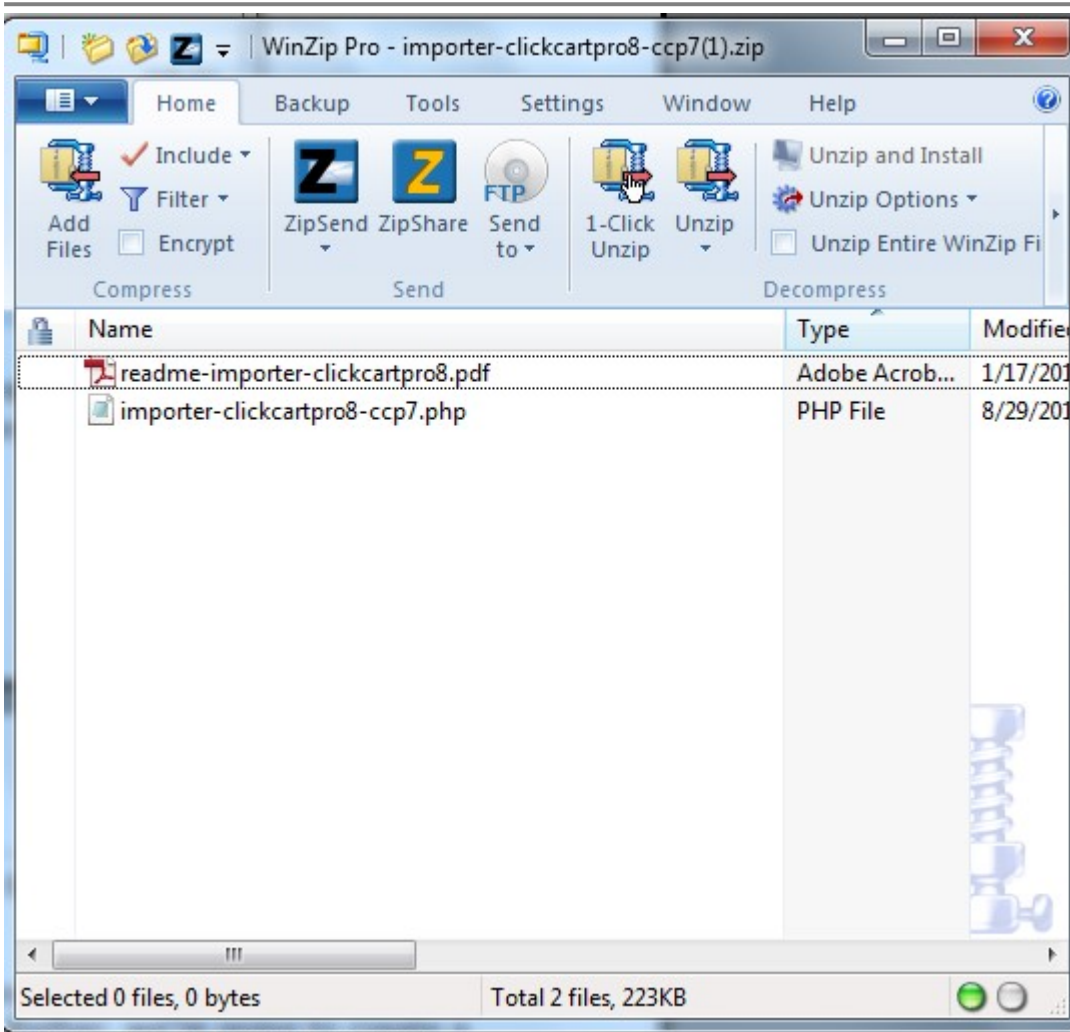 WinZip Pro - importer-clickcartpro8-ccp7(1).zip
Home Backup Tools Settings Window Help
Add Files
Include
Filter
Encrypt
ZipSend
ZipShare
FTP
Send to
1-Click Unzip
Unzip
Unzip and Install
Unzip Options
Unzip Entire WinZip Fi
Compress Send Decompress
Name Type Modified
readme-importer-clickcartpro8.pdf Adobe Acrob... 1/17/201
importer-clickcartpro8-ccp7.php PHP File 8/29/201
Selected 0 files, 0 bytes Total 2 files, 223KB